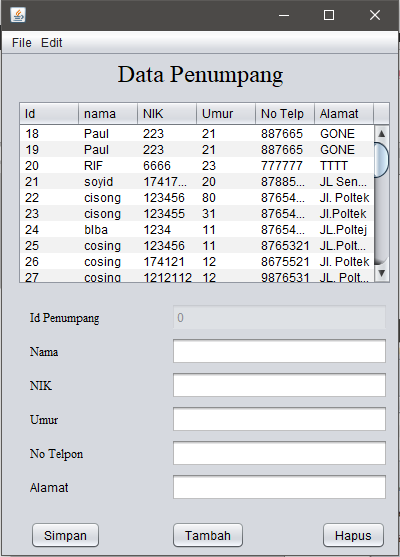 File Edit
Data Penumpang
Id nama NIK Umur No Telp Alamat
18 Paul 223 21 887665 GONE
19 Paul 223 21 887665 GONE
20 RIF 6666 23 777777 TTTT
21 soyid 17417... 20 87885... JL Sen...
22 cisong 123456 80 87654... Jl. Poltek
23 cisong 123455 31 87654... Jl.Poltek
24 blba 1234 11 87654... JL.Poltej
25 cosing 123456 11 8765321 JL.Polt...
26 cosing 174121 12 8675521 Jl. Poltek
27 cosing 1212112 12 9876531 JL. Polt...
Id Penumpang 0
Nama
NIK
Umur
No Telpon
Alamat
Simpan Tambah Hapus